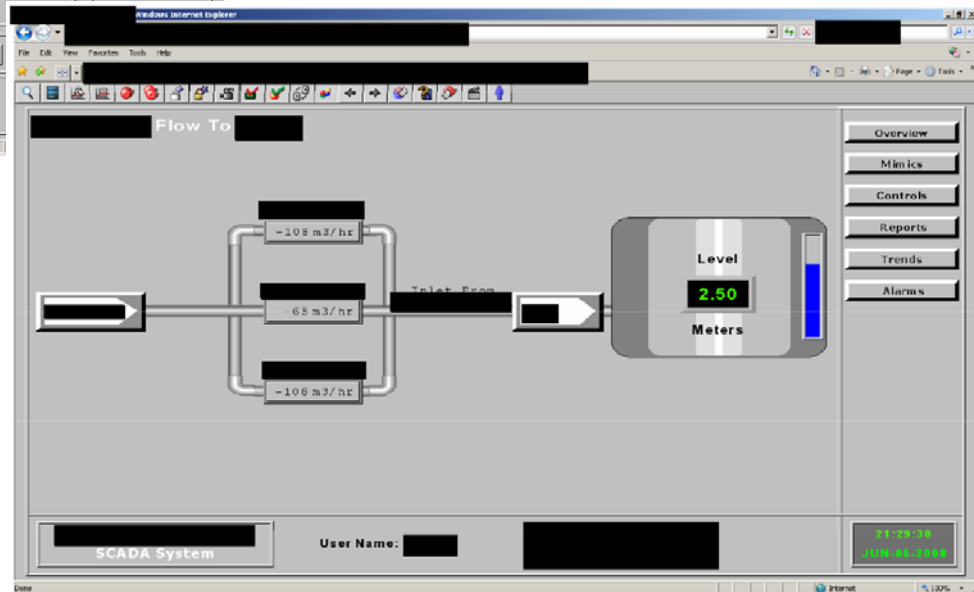 Windows Internet Explorer
File Edit View Favorites Tools Help
Page Tools
Flow To
Overview
Mimics
Controls
Reports
Trends
Alarms
-108 m3/hr
-65 m3/hr
-108 m3/hr
Inlet From
Level
2.50
Meters
SCADA System
User Name:
21:29:30
JUN-05-2008
Done
Internet
100%